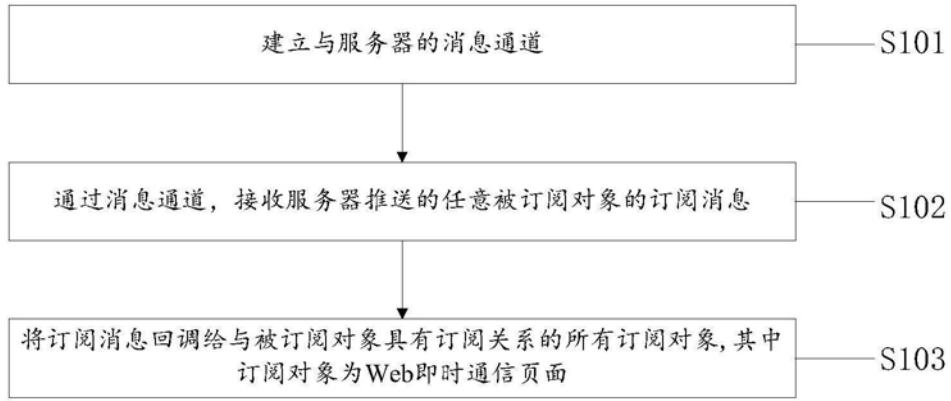 建立与服务器的消息通道
S101
通过消息通道，接收服务器推送的任意被订阅对象的订阅消息
S102
将订阅消息回调给与被订阅对象具有订阅关系的所有订阅对象,其中
订阅对象为Web即时通信页面
S103